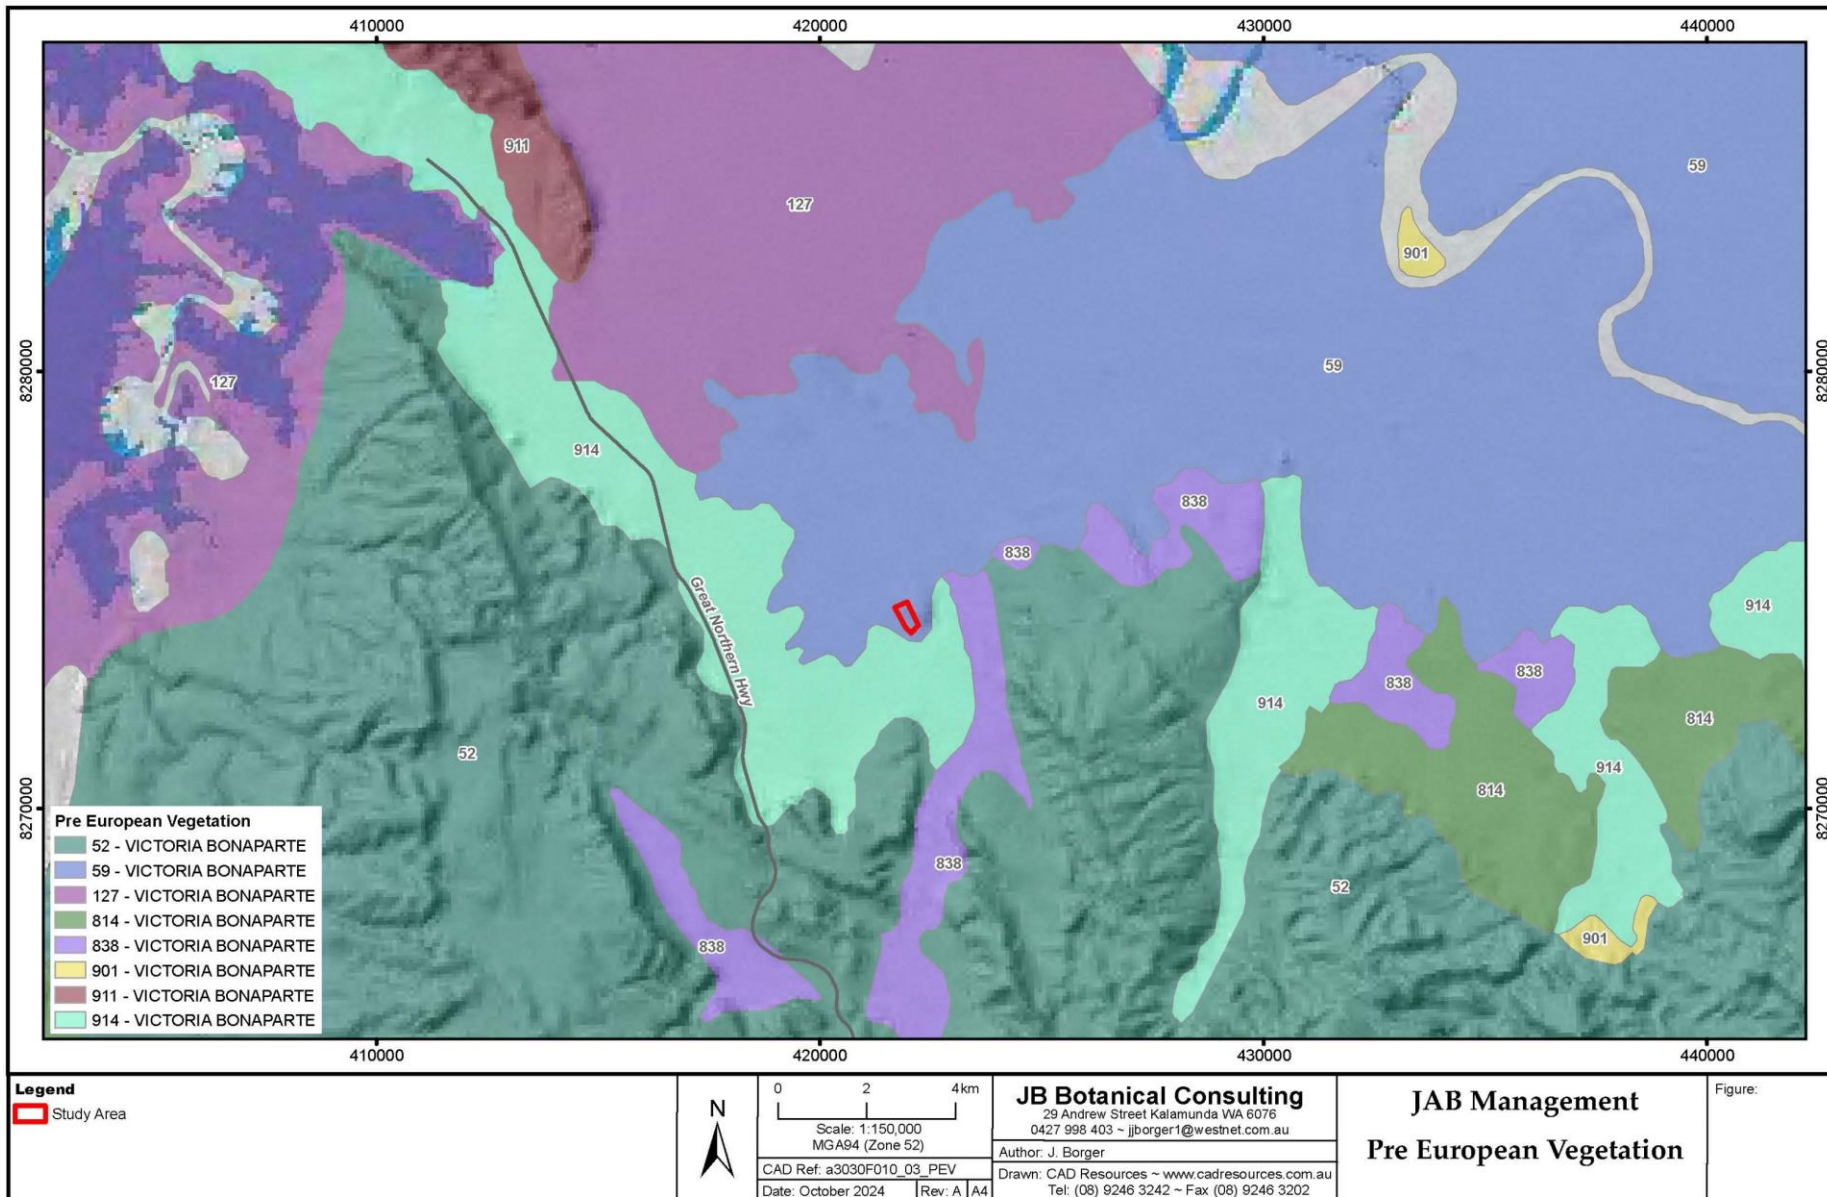 410000
420000
430000
440000
911
59
127
901
8280000
59
8280000
127
914
838
838
Great Northern Hwy
914
838
838
814
914
52
914
814
8270000
8270000
838
52
838
901
Pre European Vegetation
52 - VICTORIA BONAPARTE
59 - VICTORIA BONAPARTE
127 - VICTORIA BONAPARTE
814 - VICTORIA BONAPARTE
838 - VICTORIA BONAPARTE
901 - VICTORIA BONAPARTE
911 - VICTORIA BONAPARTE
914 - VICTORIA BONAPARTE
410000
420000
430000
440000
Legend
Study Area
N
0 2 4km
Scale: 1:150,000
MGA94 (Zone 52)
CAD Ref: a3030F010_03_PEV
Date: October 2024
Rev: A
A4
JB Botanical Consulting
29 Andrew Street Kalamunda WA 6076
0427 998 403 ~ jjborger1@westnet.com.au
Author: J. Borger
Drawn: CAD Resources ~ www.cadresources.com.au
Tel: (08) 9246 3242 ~ Fax (08) 9246 3202
JAB Management
Pre European Vegetation
Figure: